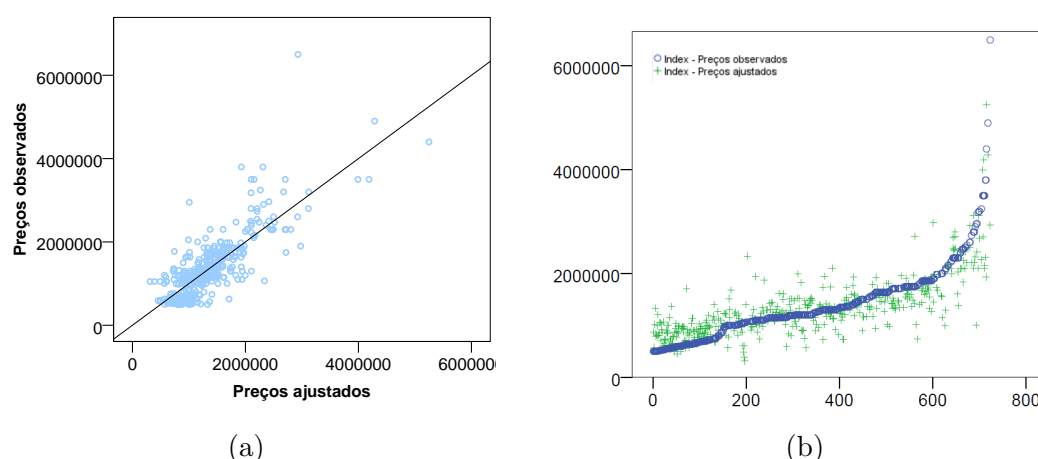 Preços observados
6000000
4000000
2000000
0
0
2000000
4000000
600000
Preços ajustados
(a)
Index - Preços observados
Index - Preços ajustados
6000000
4000000
2000000
0
0
200
400
600
800
(b)